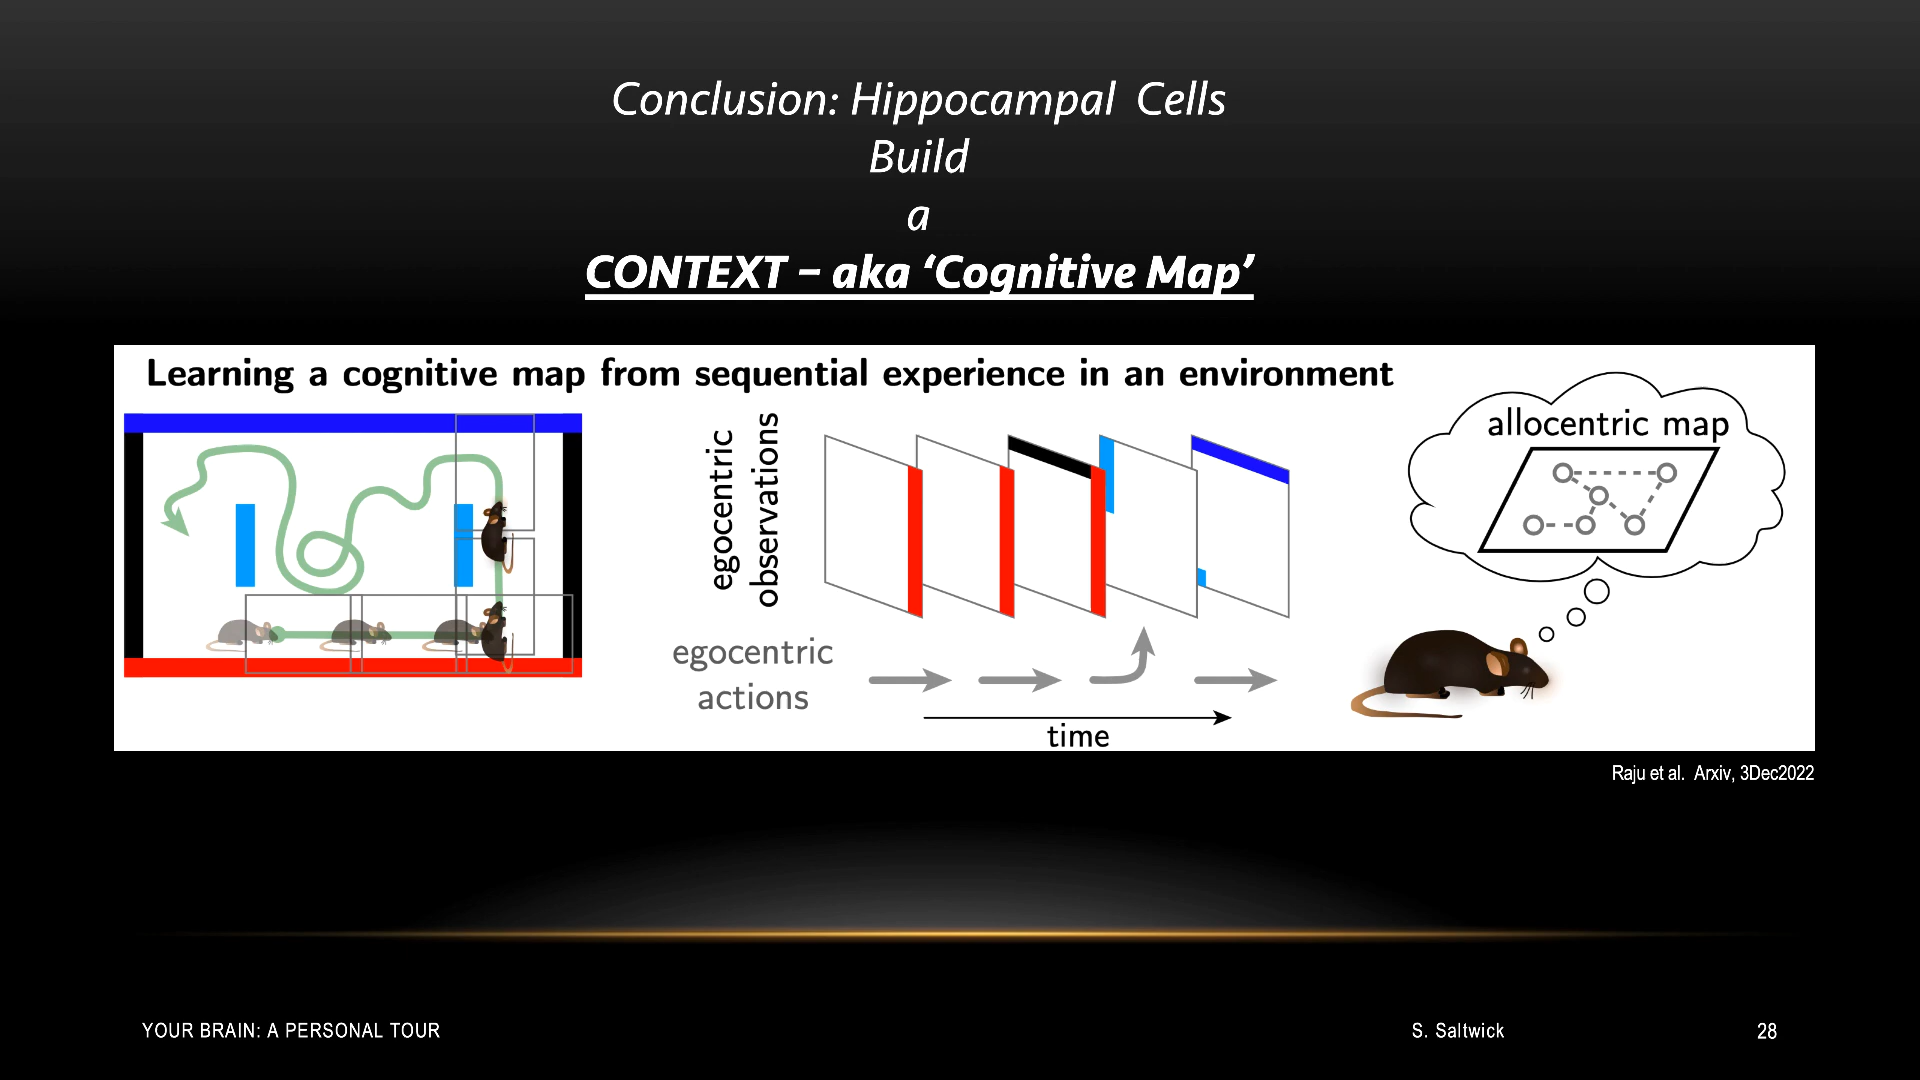 Conclusion: Hippocampal Cells
Build
a
CONTEXT – aka ‘Cognitive Map’
Learning a cognitive map from sequential experience in an environment
egocentric
observations
egocentric
actions
time
allocentric map
Raju et al. Arxiv, 3Dec2022
YOUR BRAIN: A PERSONAL TOUR
S. Saltwick
28